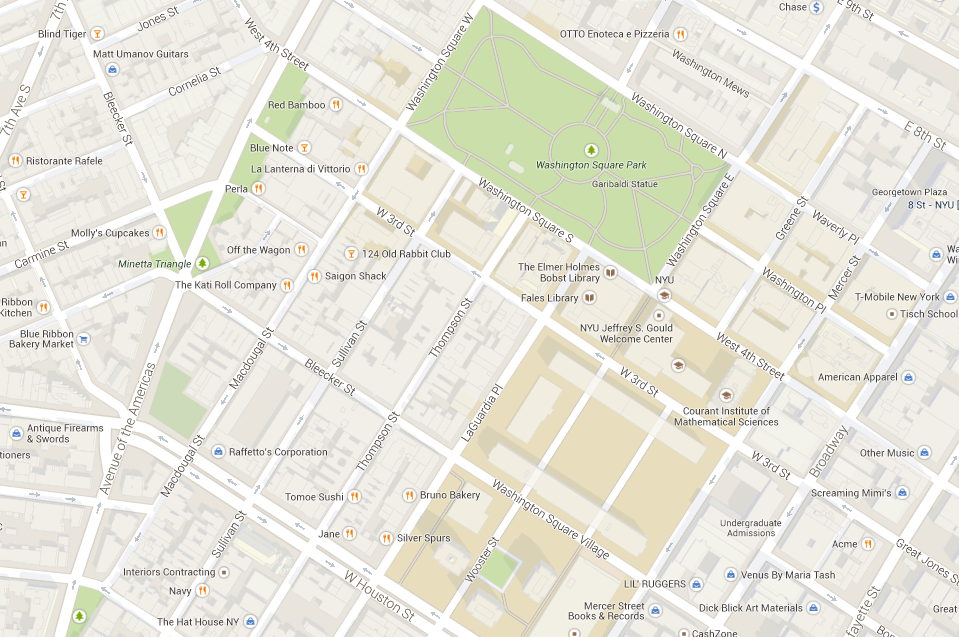 7th
Jones St
Blind Tiger
Matt Umanov Guitars
Cornelia St
7th Ave S
Bleecker St
West 4th Street
Washington Square W
OTTO Enoteca e Pizzeria
Chase
E 9th St
E 9th St
Washington Mews
Washington Square N
E 8th St
Red Bamboo
Blue Note
La Lanterna di Vittorio
Washington Square Park
Garibaldi Statue
Ristorante Rafele
Perla
W 3rd St
Washington Square S
Washington Square E
Georgetown Plaza
8 St - NYU [
Greene St
Waverly Pl
Molly's Cupcakes
Carmine St
Off the Wagon
124 Old Rabbit Club
Minetta Triangle
Saigon Shack
The Kati Roll Company
The Elmer Holmes
Bobst Library
Fales Library
NYU
Mercer St
Washington Pl
T-Mobile New York
Tisch School
Ribbon
Kitchen
Blue Ribbon
Bakery Market
Macdougal St
Sullivan St
Thompson St
Bleecker St
NYU Jeffrey S. Gould
Welcome Center
West 4th Street
W 3rd St
American Apparel
Courant Institute of
Mathematical Sciences
LaGuardia Pl
Avenue of the Americas
Antique Firearms
& Swords
Macdougal St
Raffetto's Corporation
Thompson St
Broadway
Other Music
W 3rd St
Screaming Mimi's
Tomoe Sushi
Bruno Bakery
Washington Square Village
Undergraduate
Admissions
Sullivan St
Jane
Silver Spurs
Acme
Great Jones
Wooster St
Interiors Contracting
Navy
W Houston St
LIL' RUGGERS
Venus By Maria Tash
Mercer Street
Books & Records
Dick Blick Art Materials
The Hat House NY
CashZone
Great